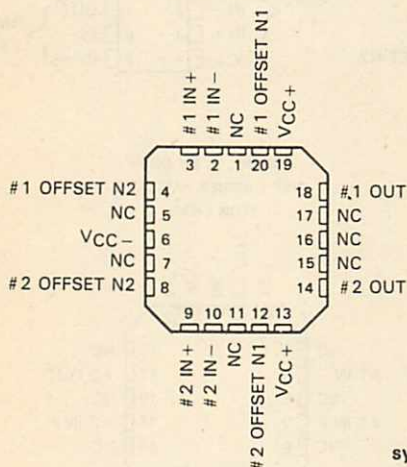 #1 IN+
#1 IN−
NC
#1 OFFSET N1
VCC+
3 2 1 20 19
#1 OFFSET N2 4
NC 5
VCC− 6
NC 7
#2 OFFSET N2 8
18 #1 OUT
17 NC
16 NC
15 NC
14 #2 OUT
9 10 11 12 13
#2 IN+
#2 IN−
NC
#2 OFFSET N1
VCC+
sy